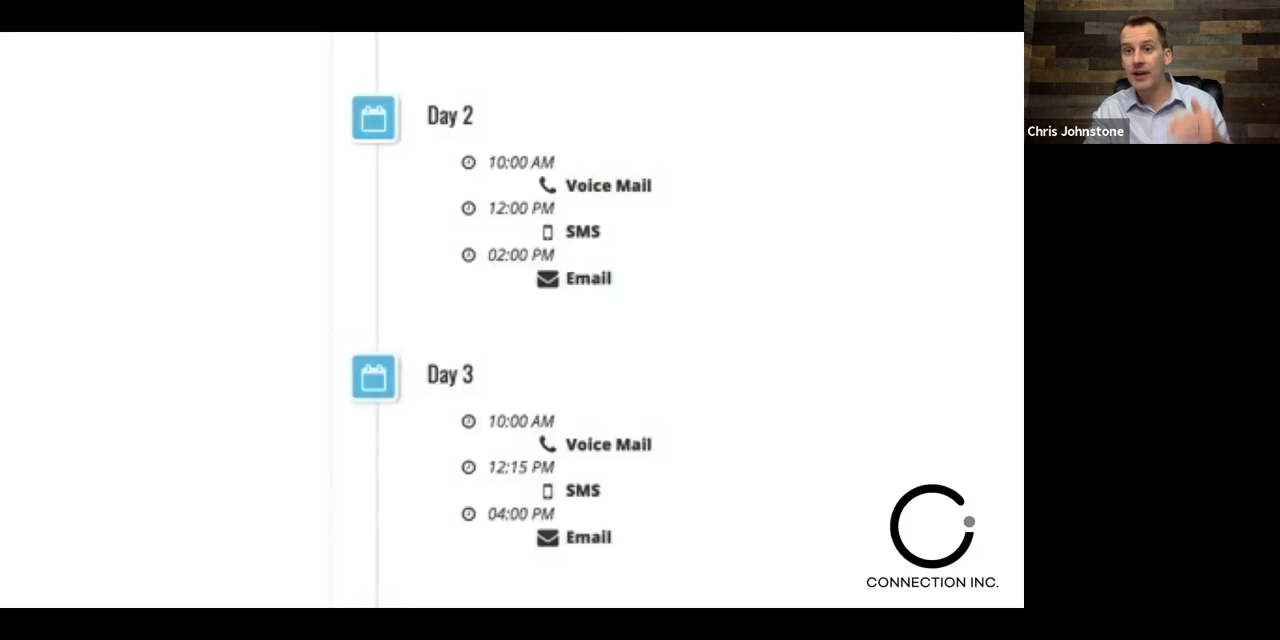 Day 2
10:00 AM
Voice Mail
12:00 PM
SMS
02:00 PM
Email
Day 3
10:00 AM
Voice Mail
12:15 PM
SMS
04:00 PM
Email
CONNECTION INC.
Chris Johnstone